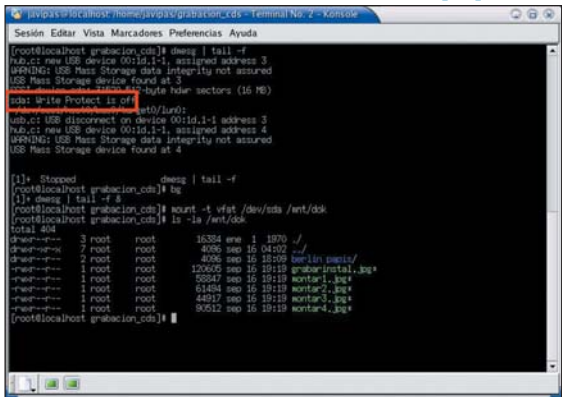 javipas@localhost: /home/javipas/grabacion_cds - Terminal No. 2 - Konsole
Sesión Editar Vista Marcadores Preferencias Ayuda
[root@localhost grabacion_cds]# dmesg | tail -f
hub.c: new USB device 00:1d.1-1, assigned address 3
WARNING: USB Mass Storage data integrity not assured
USB Mass Storage device found at 3
SCSI device sda: 31520 512-byte hdwr sectors (16 MB)
sda: Write Protect is off
usb.c: USB disconnect on device 00:1d.1-1 address 3
hub.c: new USB device 00:1d.1-1, assigned address 4
WARNING: USB Mass Storage data integrity not assured
USB Mass Storage device found at 4
[1]+ Stopped dmesg | tail -f
[root@localhost grabacion_cds]# bg
[1]+ dmesg | tail -f &
[root@localhost grabacion_cds]# mount -t vfat /dev/sda /mnt/dok
[root@localhost grabacion_cds]# ls -la /mnt/dok
total 404
drwxr--r-- 3 root root 16384 ene 1 1970 ./
drwxr-xr-x 7 root root 4096 sep 16 04:02 ../
drwxr--r-- 2 root root 4096 sep 16 18:09 berlin papis/
-rwxr--r-- 1 root root 120605 sep 16 19:19 grabarinstal.jpg*
-rwxr--r-- 1 root root 58847 sep 16 19:19 montar1.jpg*
-rwxr--r-- 1 root root 61494 sep 16 19:19 montar2.jpg*
-rwxr--r-- 1 root root 44917 sep 16 19:19 montar3.jpg*
-rwxr--r-- 1 root root 90512 sep 16 19:19 montar4.jpg*
[root@localhost grabacion_cds]#